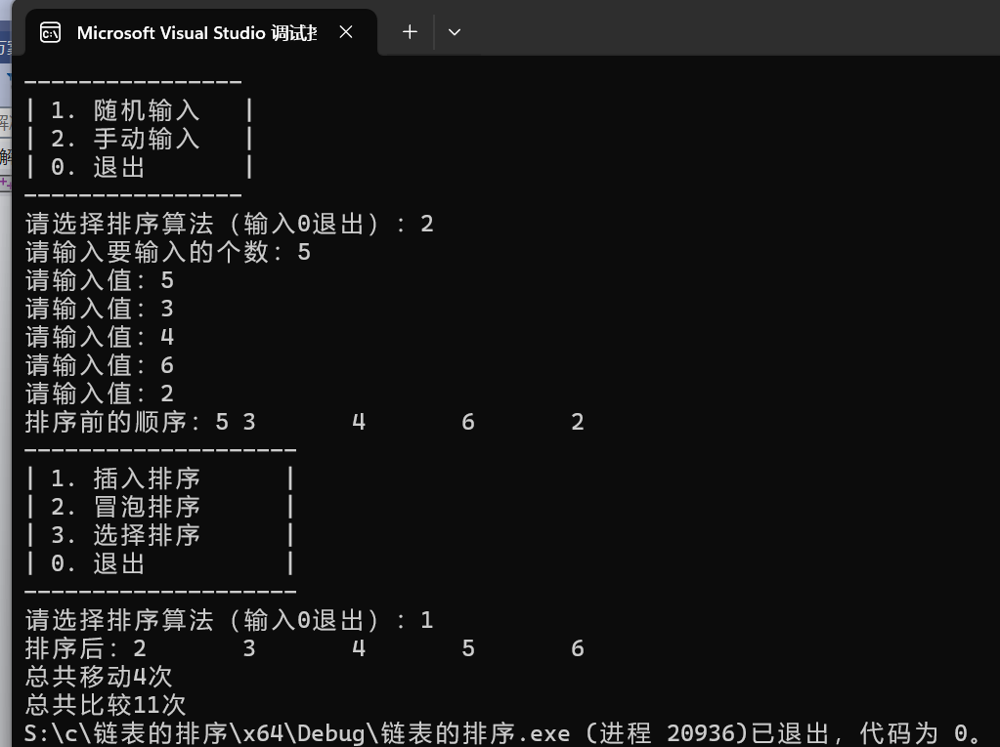 Microsoft Visual Studio 调试
----------------
| 1. 随机输入 |
| 2. 手动输入 |
| 0. 退出 |
----------------
请选择排序算法（输入0退出）: 2
请输入要输入的个数: 5
请输入值: 5
请输入值: 3
请输入值: 4
请输入值: 6
请输入值: 2
排序前的顺序: 5 3 4 6 2
--------------------
| 1. 插入排序 |
| 2. 冒泡排序 |
| 3. 选择排序 |
| 0. 退出 |
--------------------
请选择排序算法（输入0退出）: 1
排序后: 2 3 4 5 6
总共移动4次
总共比较11次
S:\c\链表的排序\x64\Debug\链表的排序.exe (进程 20936)已退出，代码为 0。